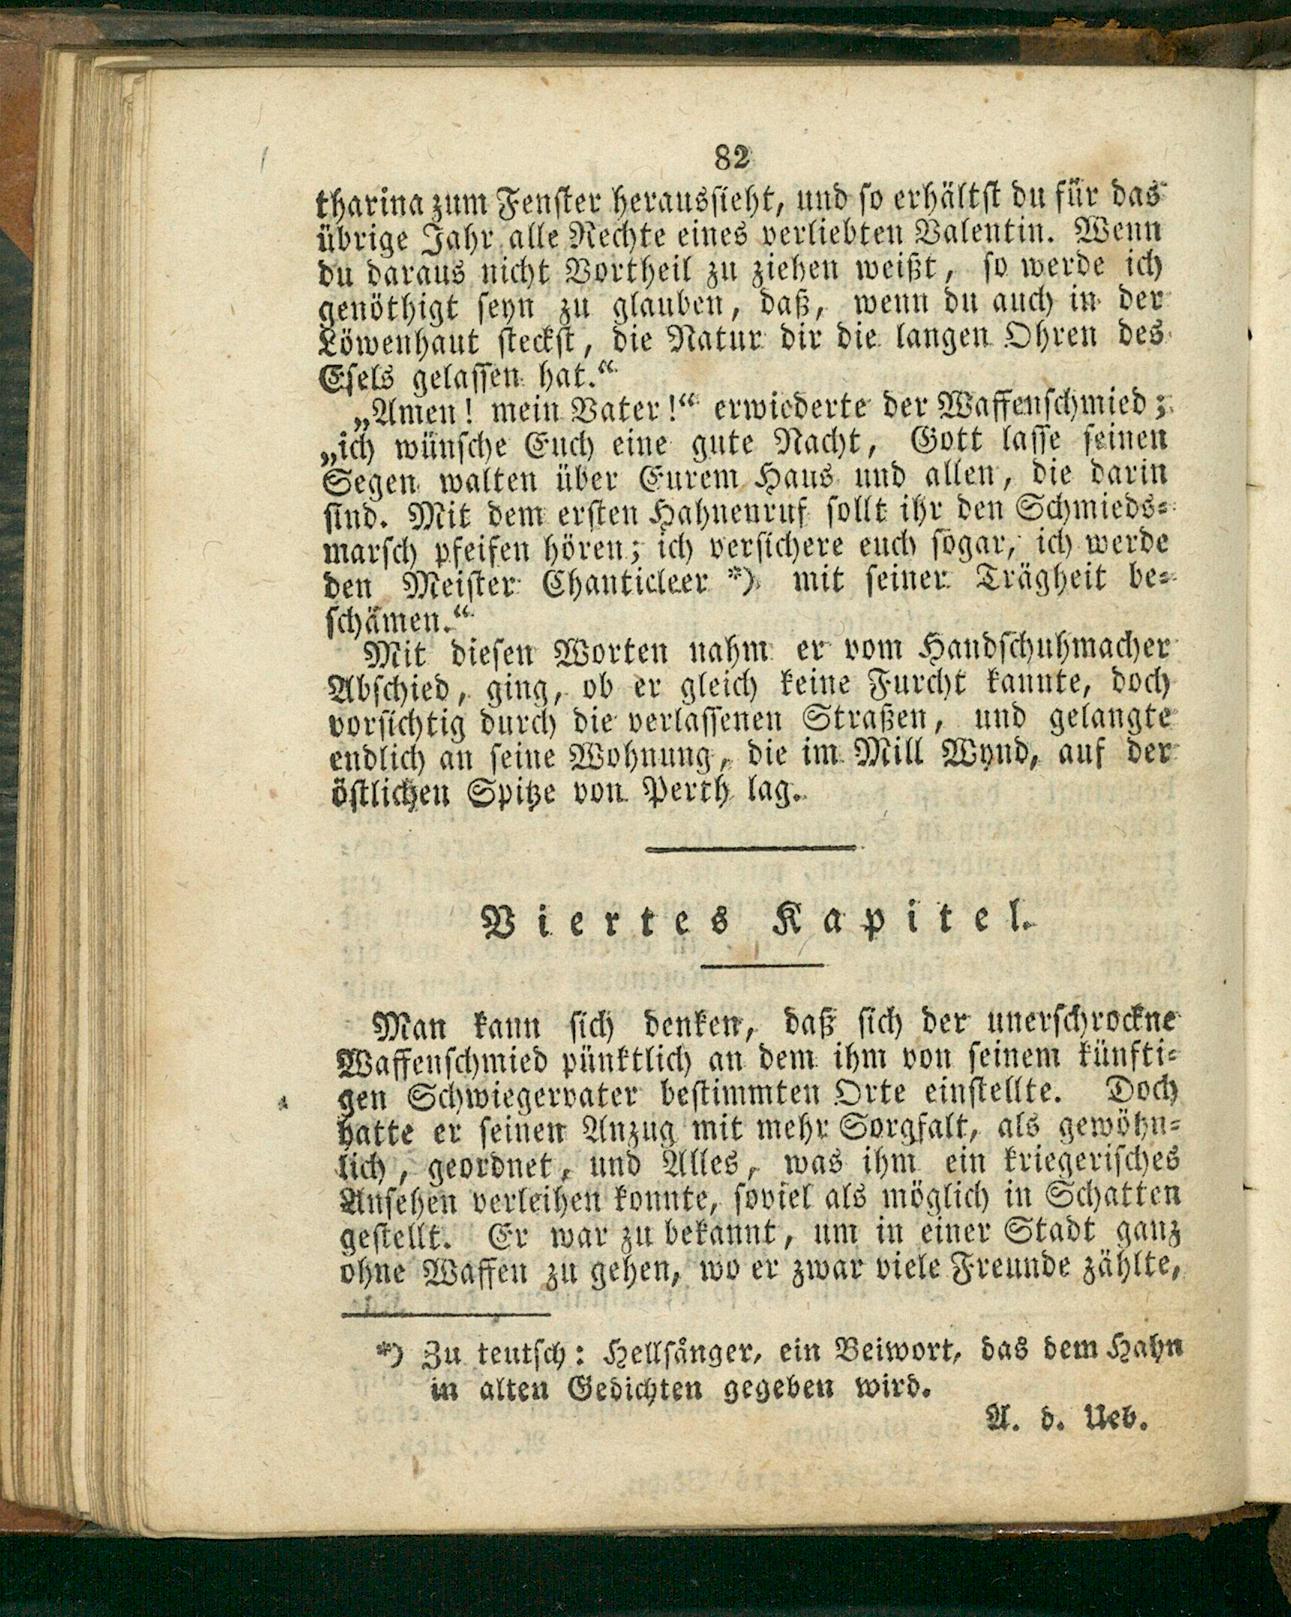 82
tharina zum Fenster heraussieht, und so erhältst du für das
übrige Jahr alle Rechte eines verliebten Valentin. Wenn
du daraus nicht Vortheil zu ziehen weißt, so werde ich
genöthigt seyn zu glauben, daß, wenn du auch in der
Löwenhaut steckst, die Natur dir die langen Ohren des
Esels gelassen hat.“
„Amen! mein Vater!“ erwiederte der Waffenschmied;
„ich wünsche Euch eine gute Nacht, Gott lasse seinen
Segen walten über Eurem Haus und allen, die darin
sind. Mit dem ersten Hahnenruf sollt ihr den Schmieds-
marsch pfeifen hören; ich versichere euch sogar, ich werde
den Meister Chanticleer *) mit seiner Trägheit be-
schämen.“
Mit diesen Worten nahm er vom Handschuhmacher
Abschied, ging, ob er gleich keine Furcht kannte, doch
vorsichtig durch die verlassenen Straßen, und gelangte
endlich an seine Wohnung, die im Mill Wynd, auf der
östlichen Spitze von Perth lag.
Viertes Kapitel.
Man kann sich denken, daß sich der unerschrockne
Waffenschmied pünktlich an dem ihm von seinem künfti-
gen Schwiegervater bestimmten Orte einstellte. Doch
hatte er seinen Anzug mit mehr Sorgfalt, als gewöhn-
lich, geordnet, und Alles, was ihm ein kriegerisches
Ansehen verleihen konnte, soviel als möglich in Schatten
gestellt. Er war zu bekannt, um in einer Stadt ganz
ohne Waffen zu gehen, wo er zwar viele Freunde zählte,
*) Zu teutsch: Hellsänger, ein Beiwort, das dem Hahn
in alten Gedichten gegeben wird.
A. d. Ueb.